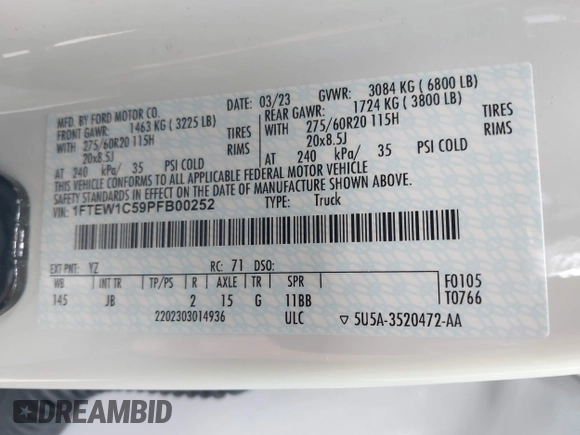 MFD. BY FORD MOTOR CO.
DATE: 03/23
GVWR: 3084 KG ( 6800 LB)
FRONT GAWR: 1463 KG ( 3225 LB)
REAR GAWR: 1724 KG ( 3800 LB)
WITH 275/60R20 115H TIRES
WITH 275/60R20 115H TIRES
20x8.5J RIMS
20x8.5J RIMS
AT 240 kPa/ 35 PSI COLD
AT 240 kPa/ 35 PSI COLD
THIS VEHICLE CONFORMS TO ALL APPLICABLE FEDERAL MOTOR VEHICLE
SAFETY STANDARDS IN EFFECT ON THE DATE OF MANUFACTURE SHOWN ABOVE.
VIN: 1FTEW1C59PFB00252
TYPE: Truck
EXT PNT: YZ RC: 71 DSO:
WB INT TR TP/PS R AXLE TR SPR
145 JB 2 15 G 11BB
F0105
T0766
2202303014936 ULC
5U5A-3520472-AA
DREAMBID